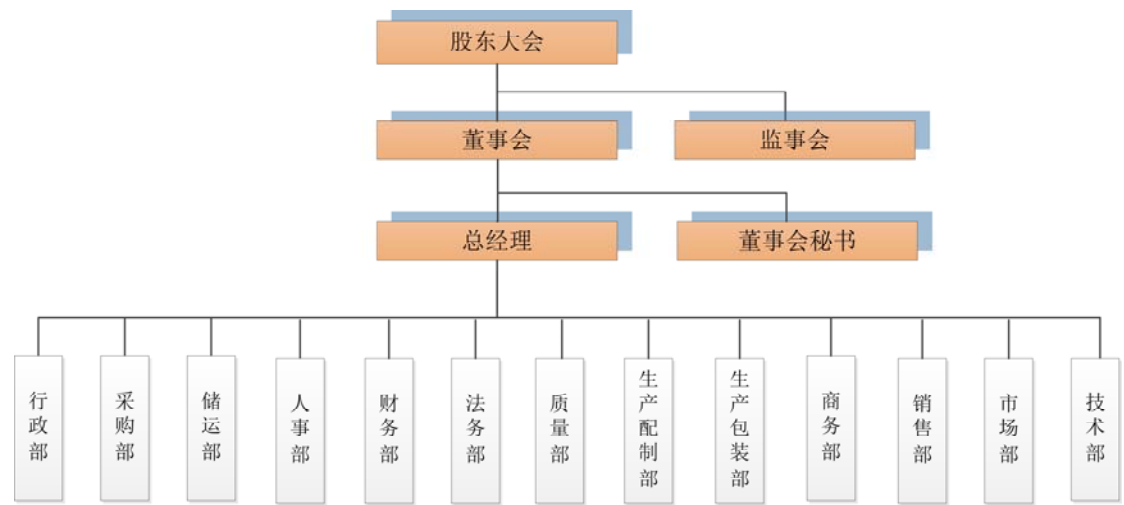 股东大会
董事会
监事会
总经理
董事会秘书
行政部
采购部
储运部
人事部
财务部
法务部
质量部
生产配制部
生产包装部
商务部
销售部
市场部
技术部